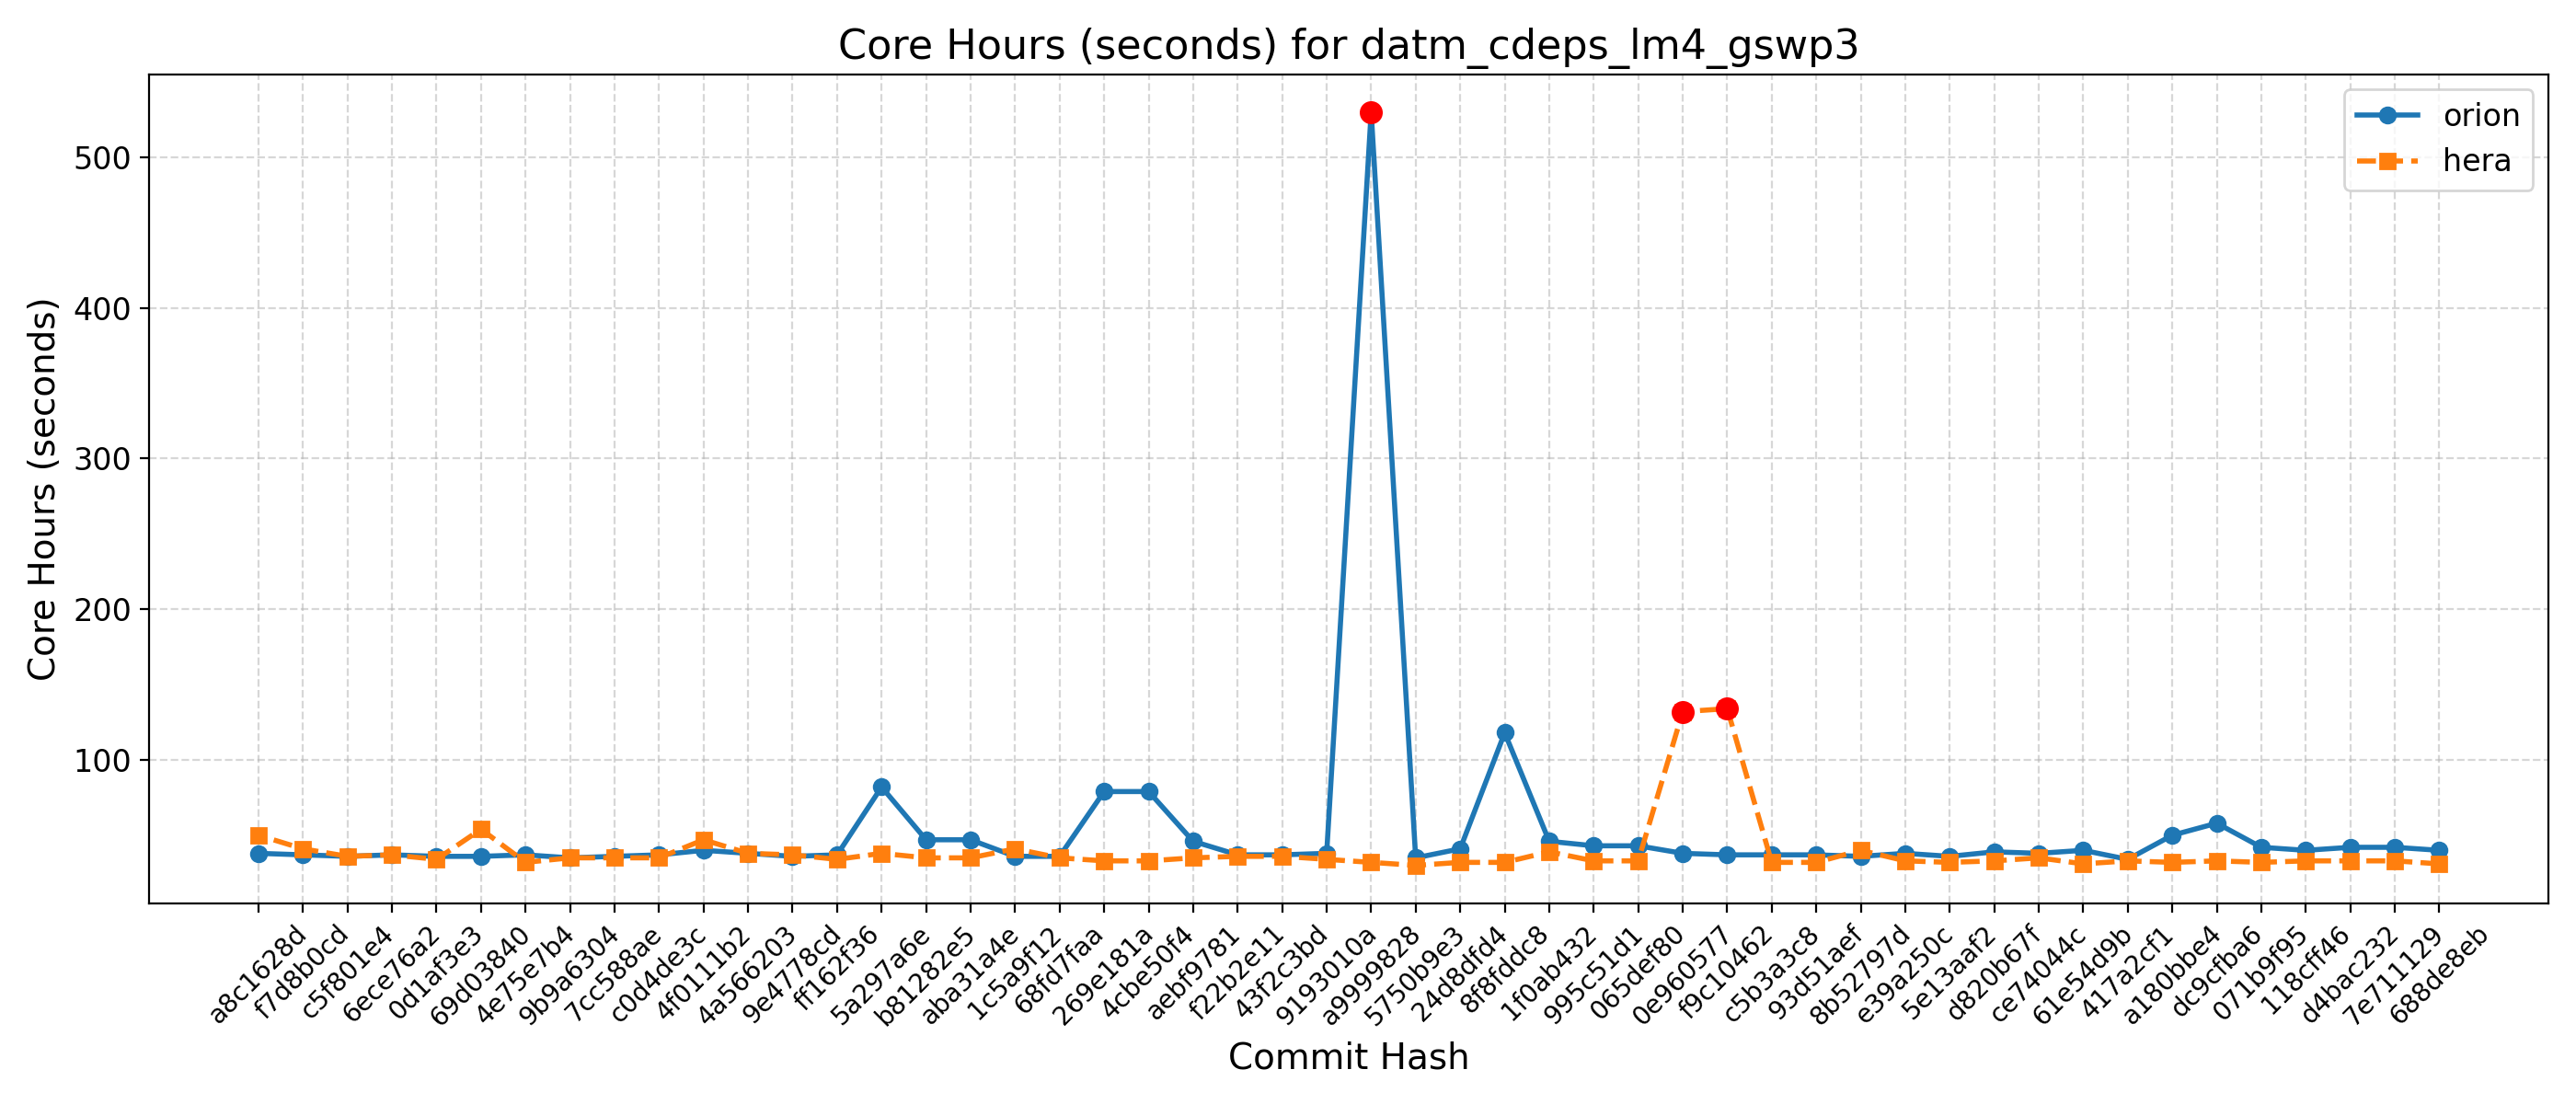 Core Hours (seconds) for datm_cdeps_lm4_gswp3
orion
hera
Core Hours (seconds)
500
400
300
200
100
a8c1628d
f7d8b0cd
c5f801e4
6ece76a2
0d1af3e3
69d03840
4e75e7b4
9b9a6304
7cc588ae
c0d4de3c
4f0111b2
4a566203
9e4778cd
ff162f36
5a297a6e
b81282e5
aba31a4e
1c5a9f12
68fd7faa
269e181a
4cbe50f4
aebf9781
f22b2e11
43f2c3bd
9193010a
a9999828
5750b9e3
24d8dfd4
8f8fddc8
1f0ab432
995c51d1
065def80
0e960577
f9c10462
c5b3a3c8
93d51aef
8b52797d
e39a250c
5e13aaf2
d820b67f
ce74044c
61e54d9b
417a2cf1
a180bbe4
dc9cfba6
071b9f95
118cff46
d4bac232
7e711129
688de8eb
Commit Hash